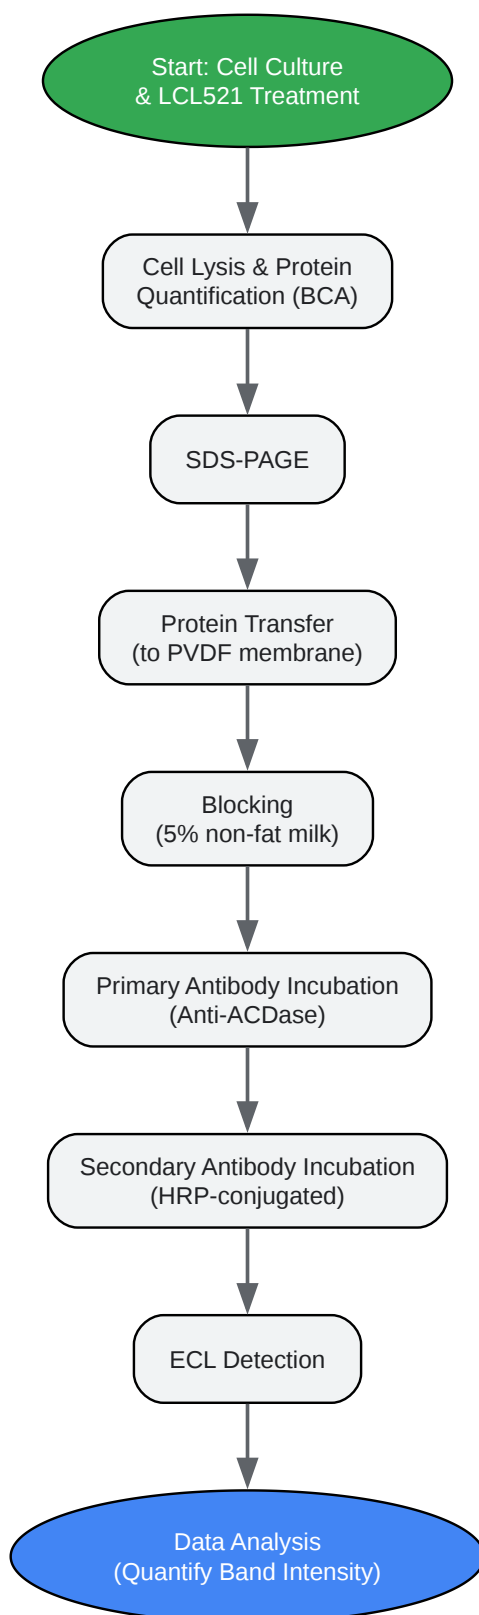 Start: Cell Culture
& LCL521 Treatment
Cell Lysis & Protein
Quantification (BCA)
SDS-PAGE
Protein Transfer
(to PVDF membrane)
Blocking
(5% non-fat milk)
Primary Antibody Incubation
(Anti-ACDase)
Secondary Antibody Incubation
(HRP-conjugated)
ECL Detection
Data Analysis
(Quantify Band Intensity)